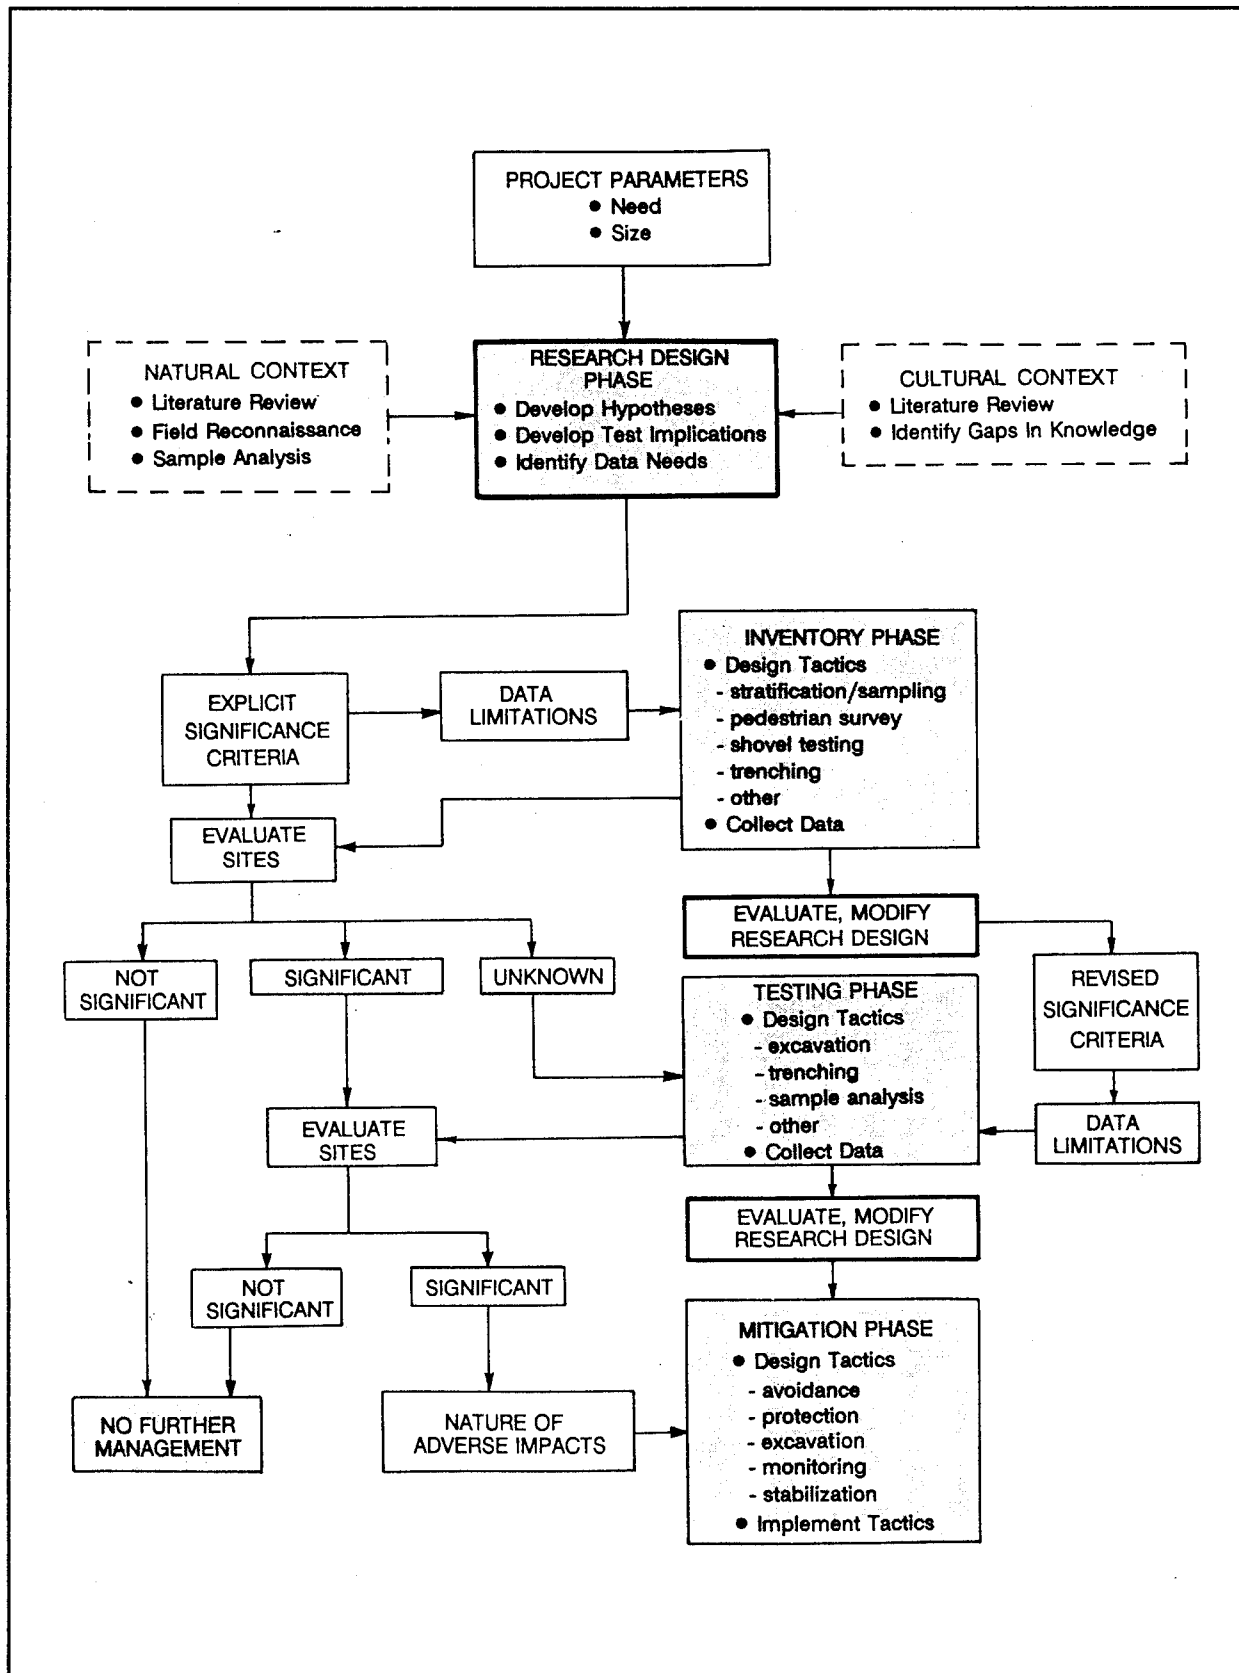 PROJECT PARAMETERS
● Need
● Size
NATURAL CONTEXT
● Literature Review
● Field Reconnaissance
● Sample Analysis
RESEARCH DESIGN
PHASE
● Develop Hypotheses
● Develop Test Implications
● Identify Data Needs
CULTURAL CONTEXT
● Literature Review
● Identify Gaps In Knowledge
EXPLICIT
SIGNIFICANCE
CRITERIA
DATA
LIMITATIONS
INVENTORY PHASE
● Design Tactics
- stratification/sampling
- pedestrian survey
- shovel testing
- trenching
- other
● Collect Data
EVALUATE
SITES
EVALUATE, MODIFY
RESEARCH DESIGN
NOT
SIGNIFICANT
SIGNIFICANT
UNKNOWN
TESTING PHASE
● Design Tactics
- excavation
- trenching
- sample analysis
- other
● Collect Data
REVISED
SIGNIFICANCE
CRITERIA
DATA
LIMITATIONS
EVALUATE
SITES
EVALUATE, MODIFY
RESEARCH DESIGN
NOT
SIGNIFICANT
SIGNIFICANT
MITIGATION PHASE
● Design Tactics
- avoidance
- protection
- excavation
- monitoring
- stabilization
● Implement Tactics
NO FURTHER
MANAGEMENT
NATURE OF
ADVERSE IMPACTS